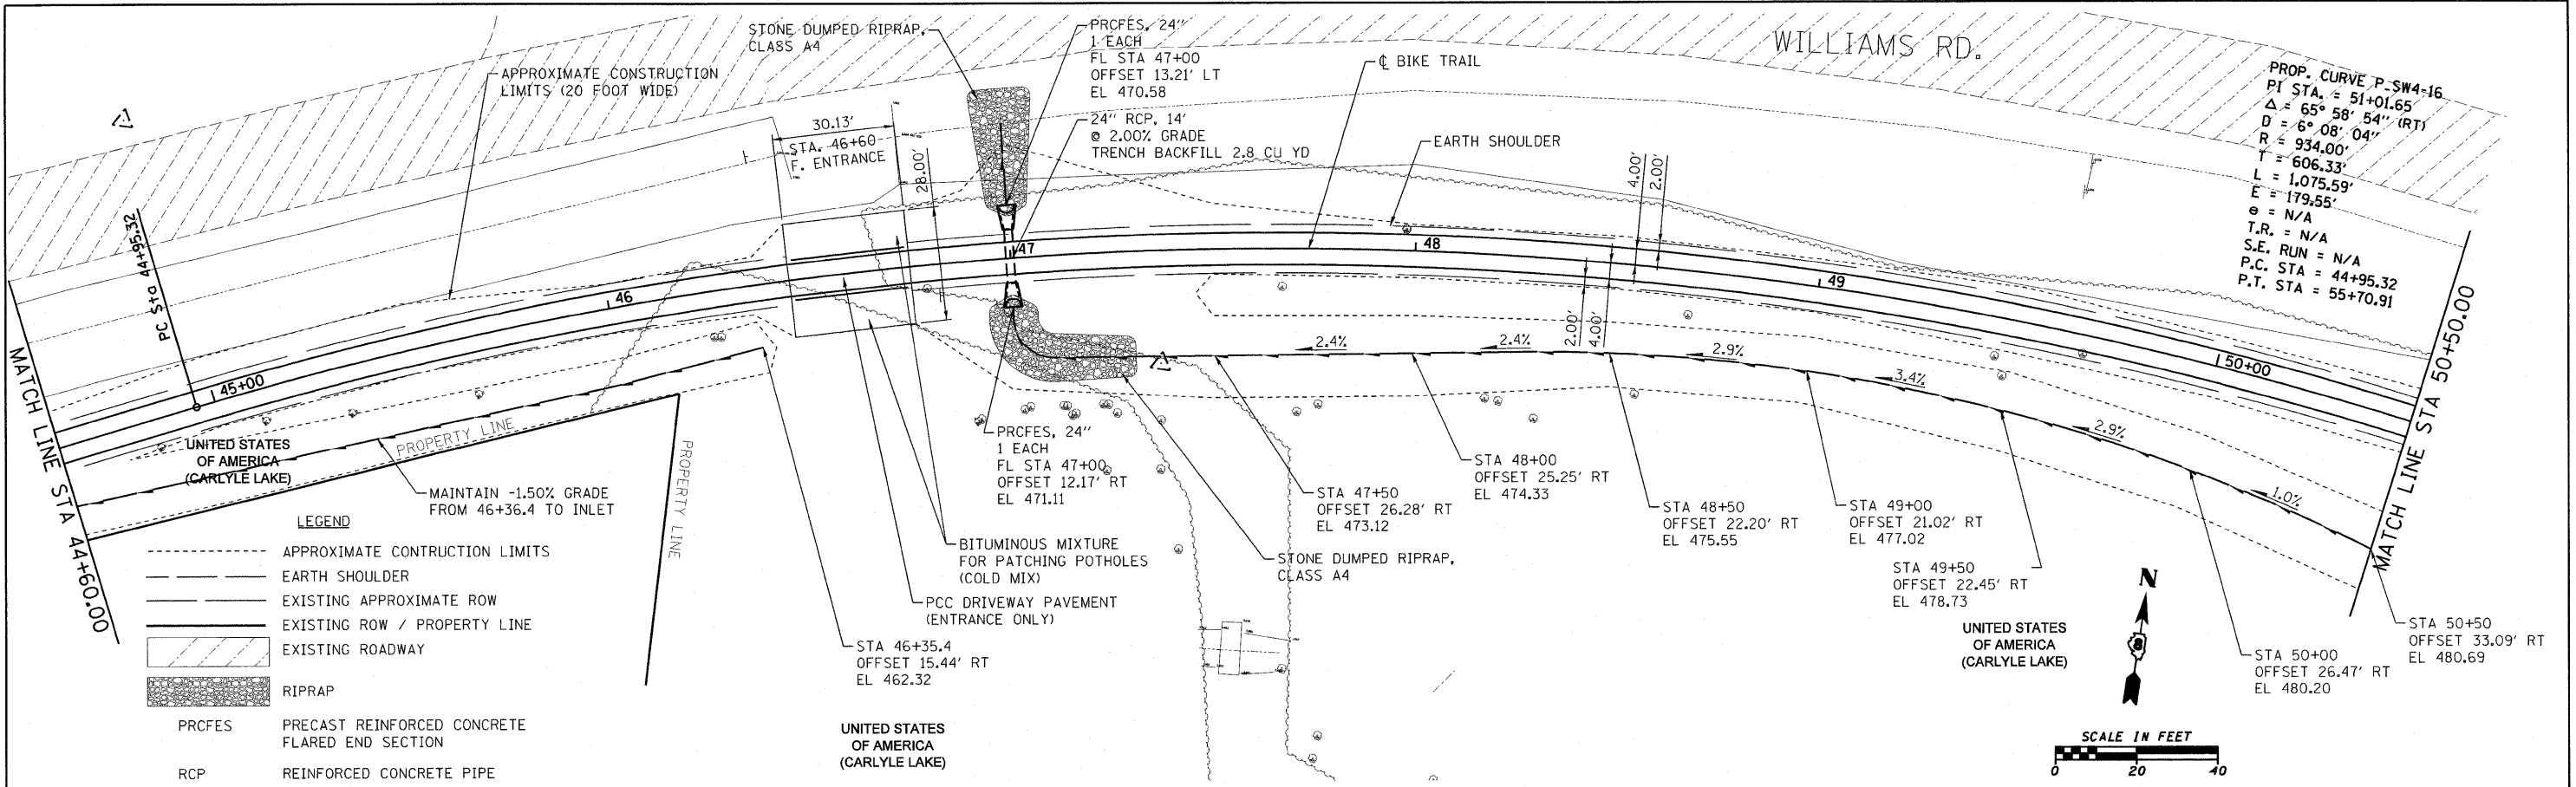 STONE DUMPED RIPRAP,
CLASS A4
APPROXIMATE CONSTRUCTION
LIMITS (20 FOOT WIDE)
PRCFES, 24"
1 EACH
FL STA 47+00
OFFSET 13.21' LT
EL 470.58
24" RCP, 14'
@ 2.00% GRADE
TRENCH BACKFILL 2.8 CU YD
℄ BIKE TRAIL
EARTH SHOULDER
WILLIAMS RD.
PROP. CURVE P_SW4-16
PI STA. = 51+01.65
Δ = 65° 58' 54" (RT)
D = 6° 08' 04"
R = 934.00'
T = 606.33'
L = 1,075.59'
E = 179.55'
e = N/A
T.R. = N/A
S.E. RUN = N/A
P.C. STA = 44+95.32
P.T. STA = 55+70.91
30.13'
STA. 46+60
F. ENTRANCE
28.00'
4.00'
2.00'
2.00'
4.00'
PC Sta 44+95.32
45+00
46
47
48
49
50+00
2.4%
2.4%
2.9%
3.4%
2.9%
1.0%
MATCH LINE STA 44+60.00
MATCH LINE STA 50+50.00
UNITED STATES
OF AMERICA
(CARLYLE LAKE)
PROPERTY LINE
PROPERTY LINE
MAINTAIN -1.50% GRADE
FROM 46+36.4 TO INLET
PRCFES, 24"
1 EACH
FL STA 47+00
OFFSET 12.17' RT
EL 471.11
BITUMINOUS MIXTURE
FOR PATCHING POTHOLES
(COLD MIX)
PCC DRIVEWAY PAVEMENT
(ENTRANCE ONLY)
STA 46+35.4
OFFSET 15.44' RT
EL 462.32
STONE DUMPED RIPRAP,
CLASS A4
STA 47+50
OFFSET 26.28' RT
EL 473.12
STA 48+00
OFFSET 25.25' RT
EL 474.33
STA 48+50
OFFSET 22.20' RT
EL 475.55
STA 49+00
OFFSET 21.02' RT
EL 477.02
STA 49+50
OFFSET 22.45' RT
EL 478.73
STA 50+00
OFFSET 26.47' RT
EL 480.20
STA 50+50
OFFSET 33.09' RT
EL 480.69
UNITED STATES
OF AMERICA
(CARLYLE LAKE)
UNITED STATES
OF AMERICA
(CARLYLE LAKE)
LEGEND
APPROXIMATE CONTRUCTION LIMITS
EARTH SHOULDER
EXISTING APPROXIMATE ROW
EXISTING ROW / PROPERTY LINE
EXISTING ROADWAY
RIPRAP
PRCFES PRECAST REINFORCED CONCRETE
FLARED END SECTION
RCP REINFORCED CONCRETE PIPE
N
8
SCALE IN FEET
0 20 40